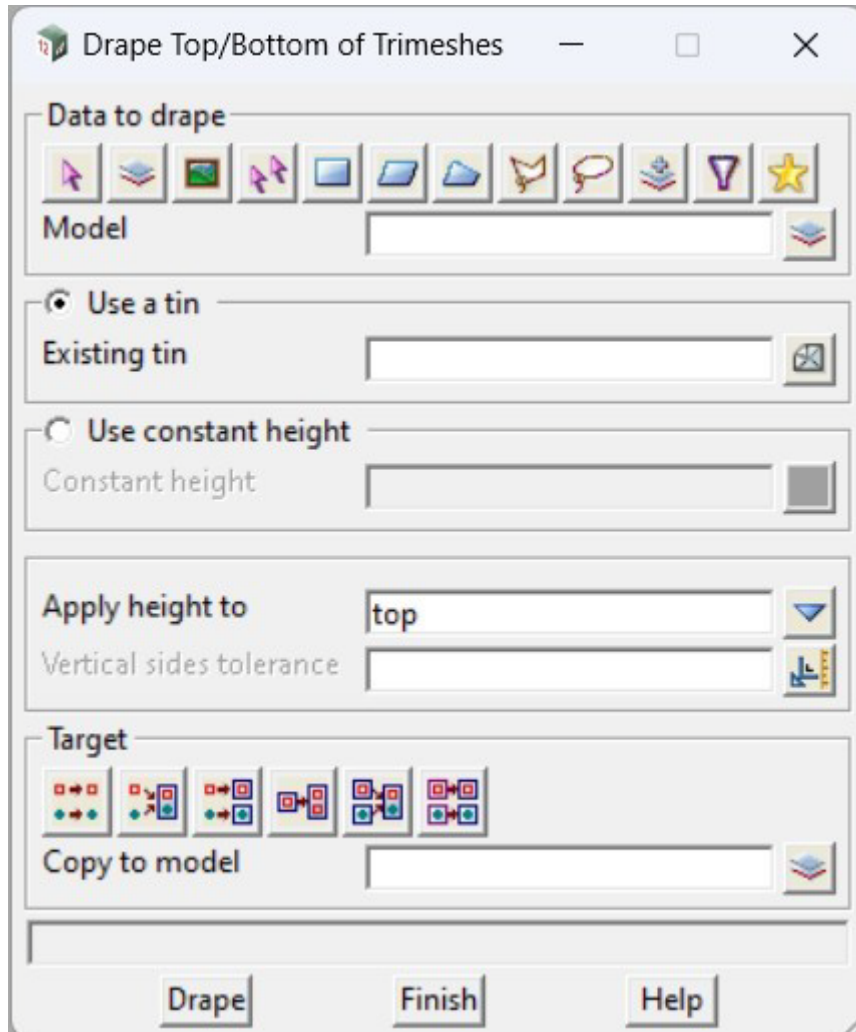 Drape Top/Bottom of Trimeshes
Data to drape
Model
Use a tin
Existing tin
Use constant height
Constant height
Apply height to top
Vertical sides tolerance
Target
Copy to model
Drape Finish Help